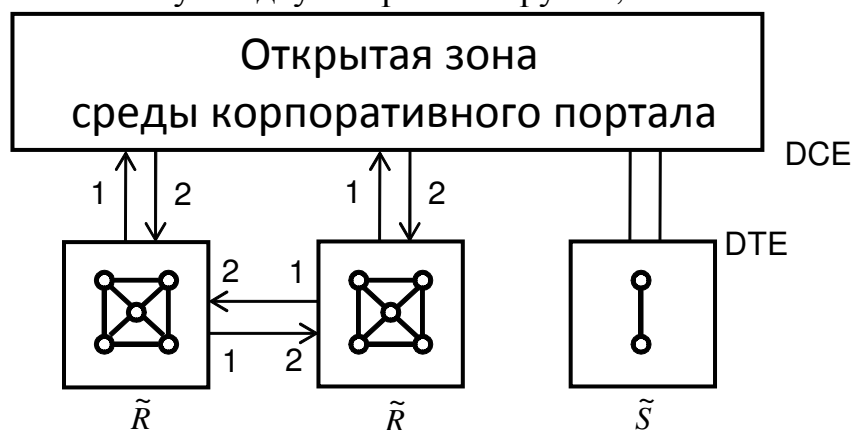 Открытая зона
среды корпоративного портала
DCE
1 2 1 2
DTE
2 1
1 2
R̃ R̃ S̃